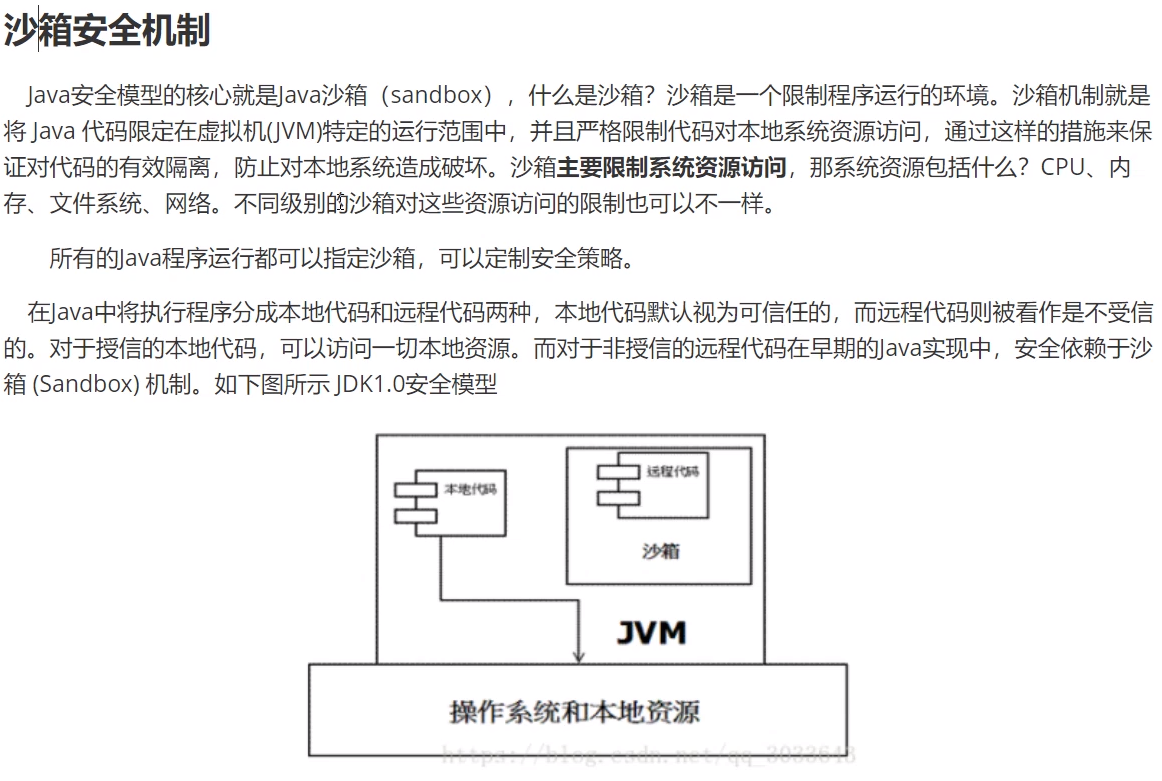 沙箱安全机制
Java安全模型的核心就是Java沙箱（sandbox），什么是沙箱？沙箱是一个限制程序运行的环境。沙箱机制就是
将 Java 代码限定在虚拟机(JVM)特定的运行范围中，并且严格限制代码对本地系统资源访问，通过这样的措施来保
证对代码的有效隔离，防止对本地系统造成破坏。沙箱主要限制系统资源访问，那系统资源包括什么？CPU、内
存、文件系统、网络。不同级别的沙箱对这些资源访问的限制也可以不一样。
所有的Java程序运行都可以指定沙箱，可以定制安全策略。
在Java中将执行程序分成本地代码和远程代码两种，本地代码默认视为可信任的，而远程代码则被看作是不受信
的。对于授信的本地代码，可以访问一切本地资源。而对于非授信的远程代码在早期的Java实现中，安全依赖于沙
箱 (Sandbox) 机制。如下图所示 JDK1.0安全模型
本地代码
远程代码
沙箱
JVM
操作系统和本地资源